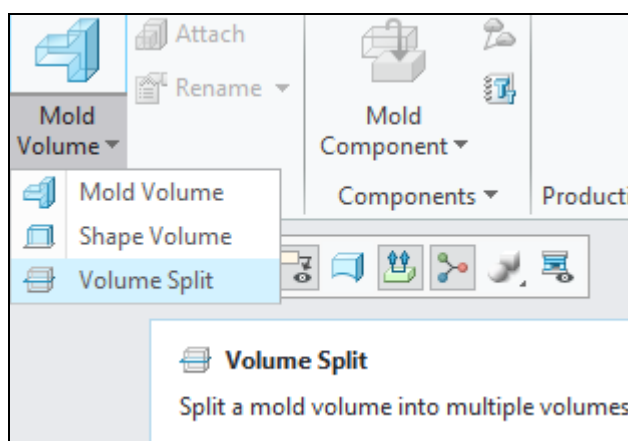 Attach
Rename
Mold
Volume
Mold
Component
Components
Producti
Mold Volume
Shape Volume
Volume Split
Volume Split
Split a mold volume into multiple volumes